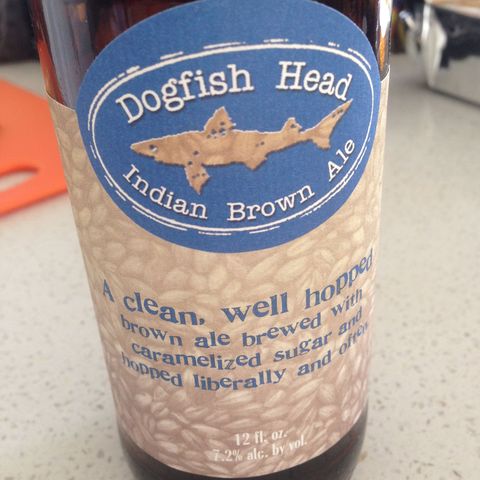 Dogfish Head
Indian Brown Ale
A clean, well hopped
brown ale brewed with
caramelized sugar and
hopped liberally and often.
12 fl. oz.
7.2% alc. by vol.